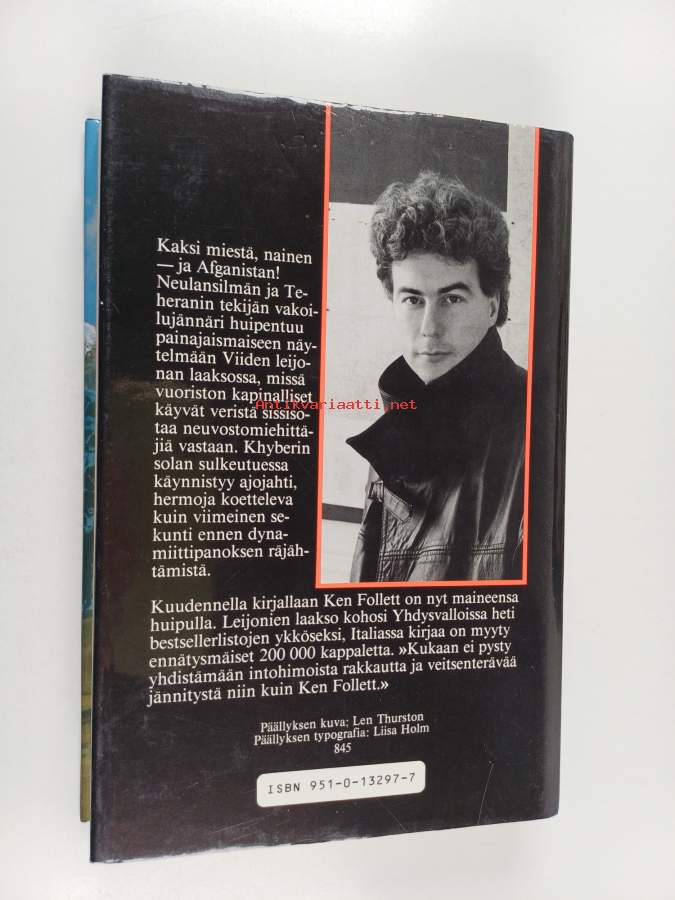 Kaksi miestä, nainen
— ja Afganistan!
Neulansilmän ja Te-
heranin tekijän vakoi-
lujännäri huipentuu
painajaismaiseen näy-
telmään Viiden leijo-
nan laaksossa, missä
vuoriston kapinalliset
käyvät veristä sissiso-
taa neuvostomiehittä-
jiä vastaan. Khyberin
solan sulkeutuessa
käynnistyy ajojahti,
hermoja koetteleva
kuin viimeinen se-
kunti ennen dyna-
miittipanoksen räjäh-
tämistä.
Antikvariaatti.net
Kuudennella kirjallaan Ken Follett on nyt maineensa
huipulla. Leijonien laakso kohosi Yhdysvalloissa heti
bestsellerlistojen ykköseksi, Italiassa kirjaa on myyty
ennätysmäiset 200 000 kappaletta. »Kukaan ei pysty
yhdistämään intohimoista rakkautta ja veitsenterävää
jännitystä niin kuin Ken Follett.»
Päällyksen kuva: Len Thurston
Päällyksen typografia: Liisa Holm
845
ISBN 951-0-13297-7